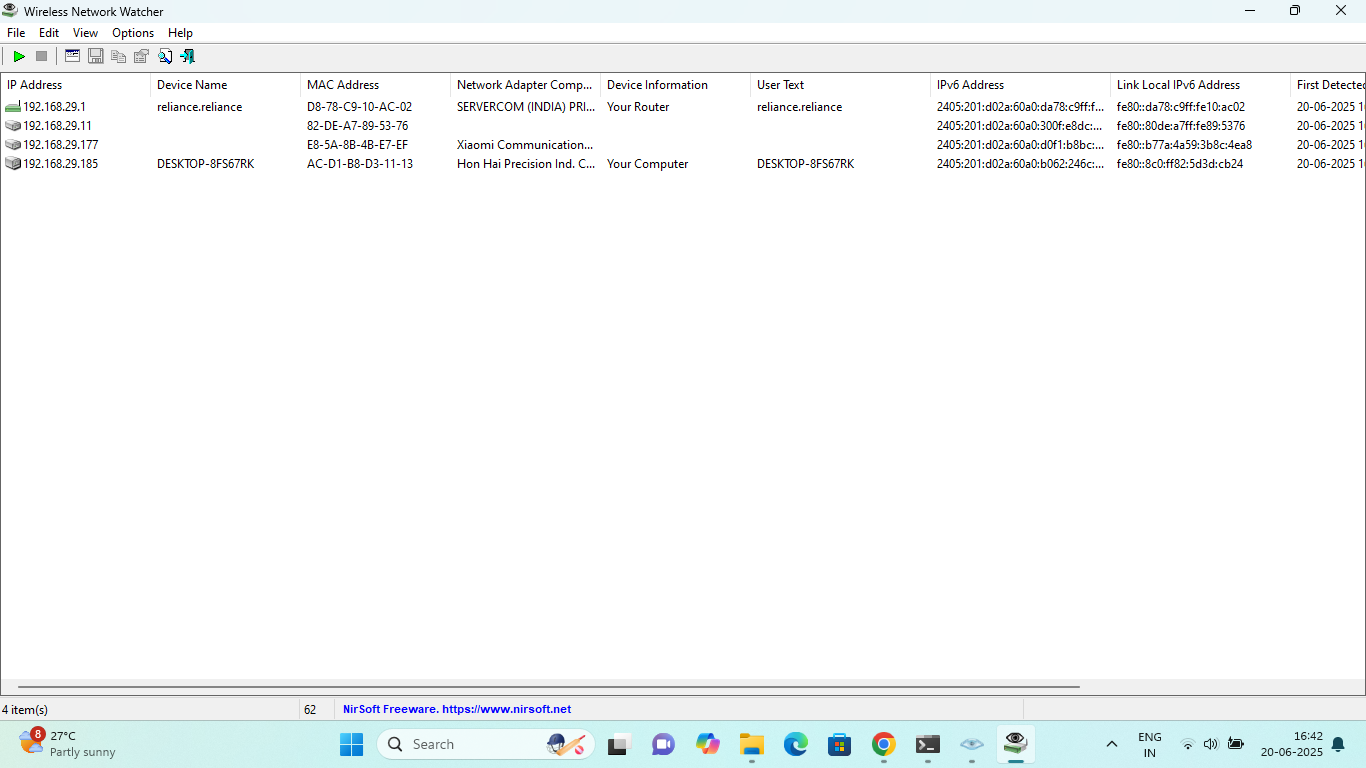 Wireless Network Watcher
File Edit View Options Help
IP Address Device Name MAC Address Network Adapter Comp... Device Information User Text IPv6 Address Link Local IPv6 Address First Detected
192.168.29.1 reliance.reliance D8-78-C9-10-AC-02 SERVERCOM (INDIA) PRI... Your Router reliance.reliance 2405:201:d02a:60a0:da78:c9ff:f... fe80::da78:c9ff:fe10:ac02 20-06-2025 1
192.168.29.11 82-DE-A7-89-53-76 2405:201:d02a:60a0:300f:e8dc:... fe80::80de:a7ff:fe89:5376 20-06-2025 1
192.168.29.177 E8-5A-8B-4B-E7-EF Xiaomi Communication... 2405:201:d02a:60a0:d0f1:b8bc:... fe80::b77a:4a59:3b8c:4ea8 20-06-2025 1
192.168.29.185 DESKTOP-8FS67RK AC-D1-B8-D3-11-13 Hon Hai Precision Ind. C... Your Computer DESKTOP-8FS67RK 2405:201:d02a:60a0:b062:246c:... fe80::8c0:ff82:5d3d:cb24 20-06-2025 1
4 item(s) 62 NirSoft Freeware. https://www.nirsoft.net
8 27°C
Partly sunny
Search
ENG
IN
16:42
20-06-2025